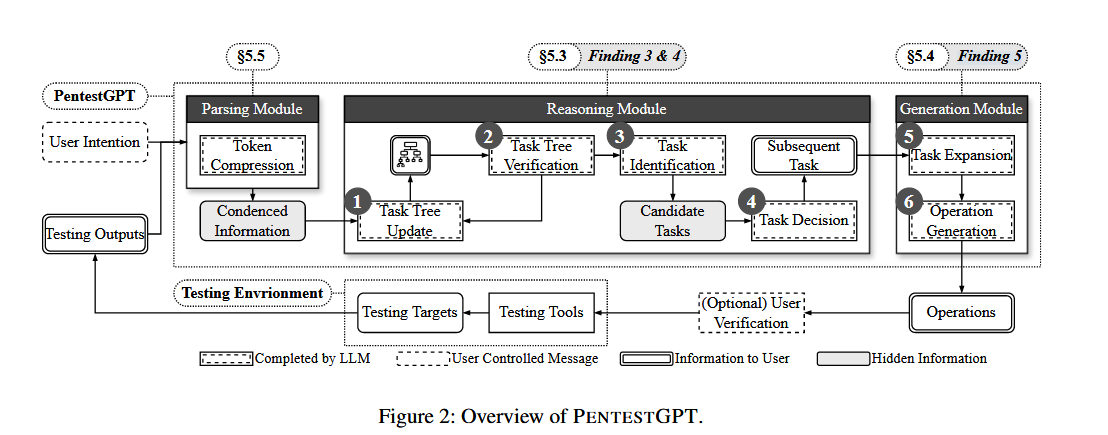 §5.5
§5.3
Finding 3 & 4
§5.4
Finding 5
PentestGPT
Parsing Module
Reasoning Module
Generation Module
User Intention
Token
Compression
2
Task Tree
Verification
3
Task
Identification
Subsequent
Task
5
Task Expansion
Testing Outputs
Condenced
Information
1
Task Tree
Update
Candidate
Tasks
4
Task Decision
6
Operation
Generation
Testing Envrionment
Testing Targets
Testing Tools
(Optional) User
Verification
Operations
Completed by LLM
User Controlled Message
Information to User
Hidden Information
Figure 2: Overview of PENTESTGPT.